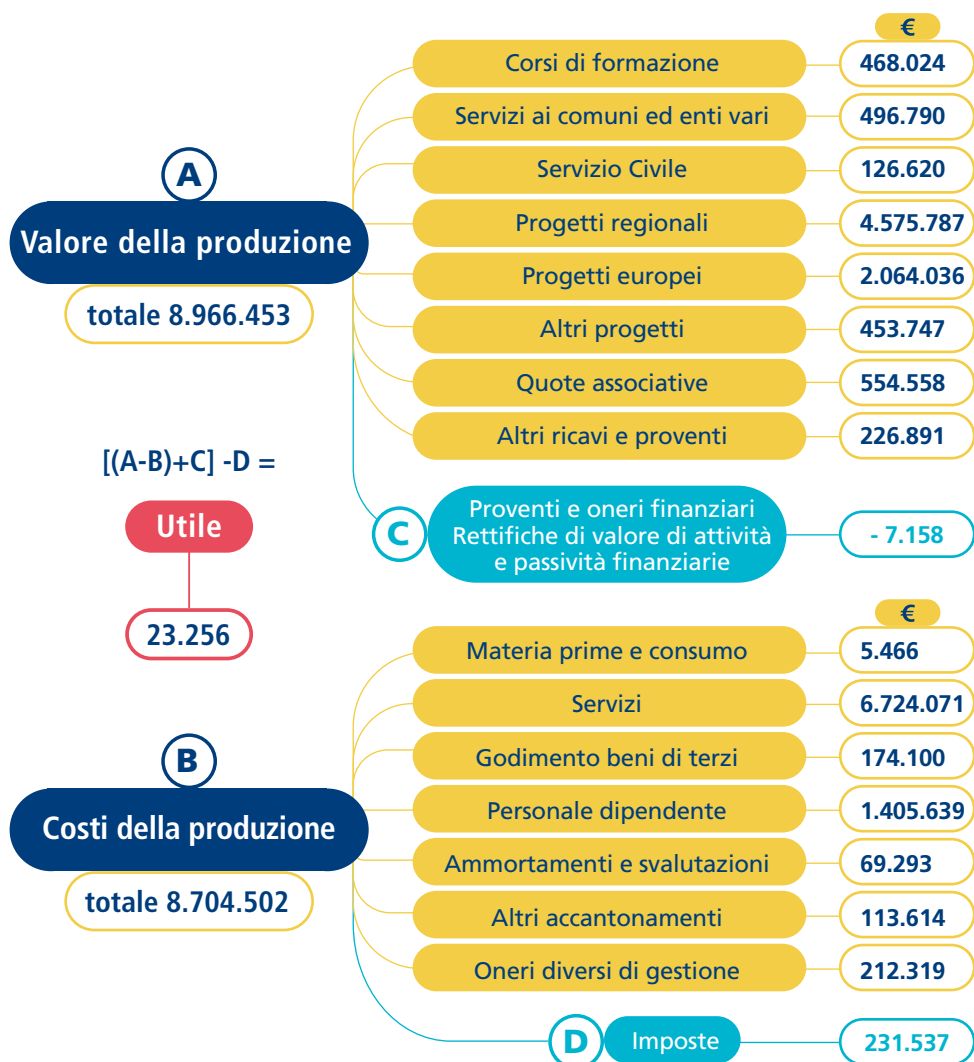 €
Corsi di formazione 468.024
Servizi ai comuni ed enti vari 496.790
Servizio Civile 126.620
A
Valore della produzione
totale 8.966.453
Progetti regionali 4.575.787
Progetti europei 2.064.036
Altri progetti 453.747
Quote associative 554.558
Altri ricavi e proventi 226.891
[(A-B)+C] -D =
Utile
23.256
C
Proventi e oneri finanziari
Rettifiche di valore di attività
e passività finanziarie
- 7.158
€
Materia prime e consumo 5.466
Servizi 6.724.071
Godimento beni di terzi 174.100
B
Costi della produzione
totale 8.704.502
Personale dipendente 1.405.639
Ammortamenti e svalutazioni 69.293
Altri accantonamenti 113.614
Oneri diversi di gestione 212.319
D
Imposte 231.537